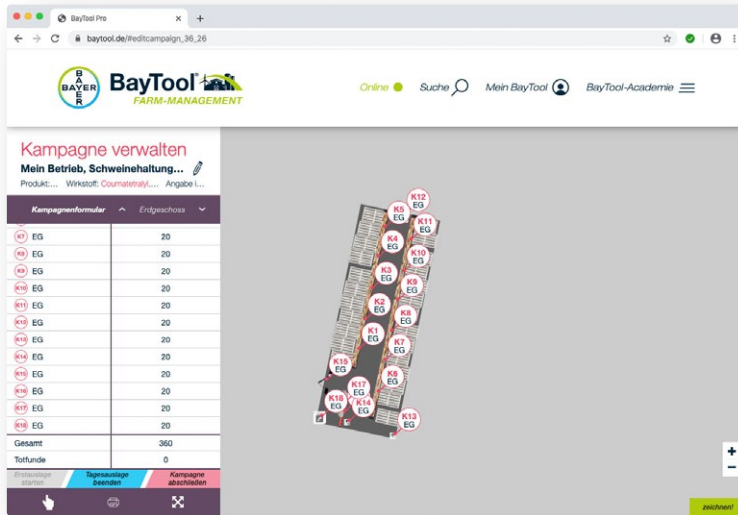 BayTool Pro
baytool.de/#editcampaign_36_26
BAYER
BAYER
BayTool
FARM-MANAGEMENT
Online
Suche
Mein BayTool
BayTool-Academie
Kampagne verwalten
Mein Betrieb, Schweinehaltung...
Produkt:... Wirkstoff: Coumatetralyl,... Angabe i...
Kampagnenformular Erdgeschoss
K7 EG 20
K8 EG 20
K9 EG 20
K10 EG 20
K11 EG 20
K12 EG 20
K13 EG 20
K14 EG 20
K15 EG 20
K16 EG 20
K17 EG 20
K18 EG 20
Gesamt 360
Totfunde 0
Erstauslage starten
Tagesauslage beenden
Kampagne abschließen
K12 EG
K5 EG
K11 EG
K4 EG
K10 EG
K3 EG
K9 EG
K2 EG
K8 EG
K1 EG
K7 EG
K15 EG
K6 EG
K17 EG
K18 EG
K14 EG
K13 EG
+
−
zeichnen!